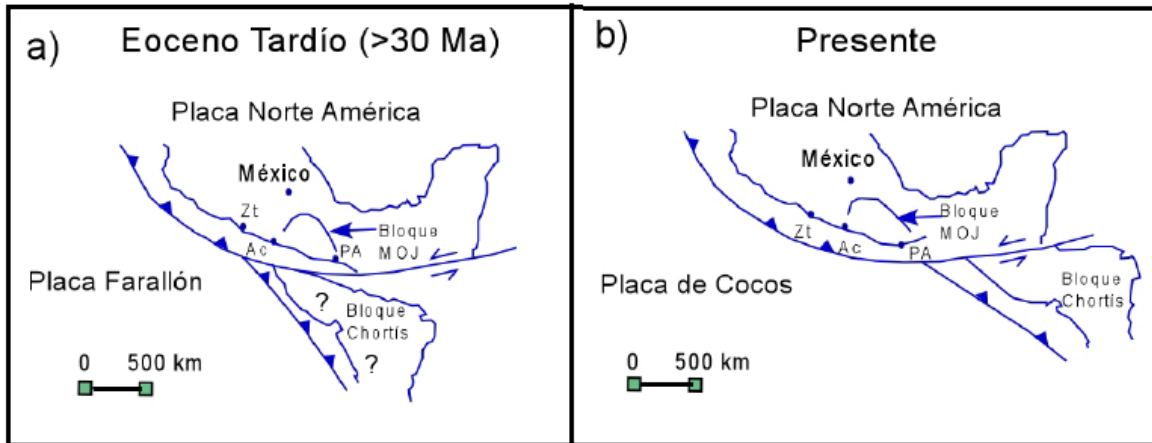 a)
Eoceno Tardío (>30 Ma)
Placa Norte América
México
Zt
Bloque
MOJ
Ac
PA
Placa Farallón
?
Bloque
Chortís
?
0 500 km
b)
Presente
Placa Norte América
México
Bloque
MOJ
Zt
Ac
PA
Placa de Cocos
Bloque
Chortís
0 500 km